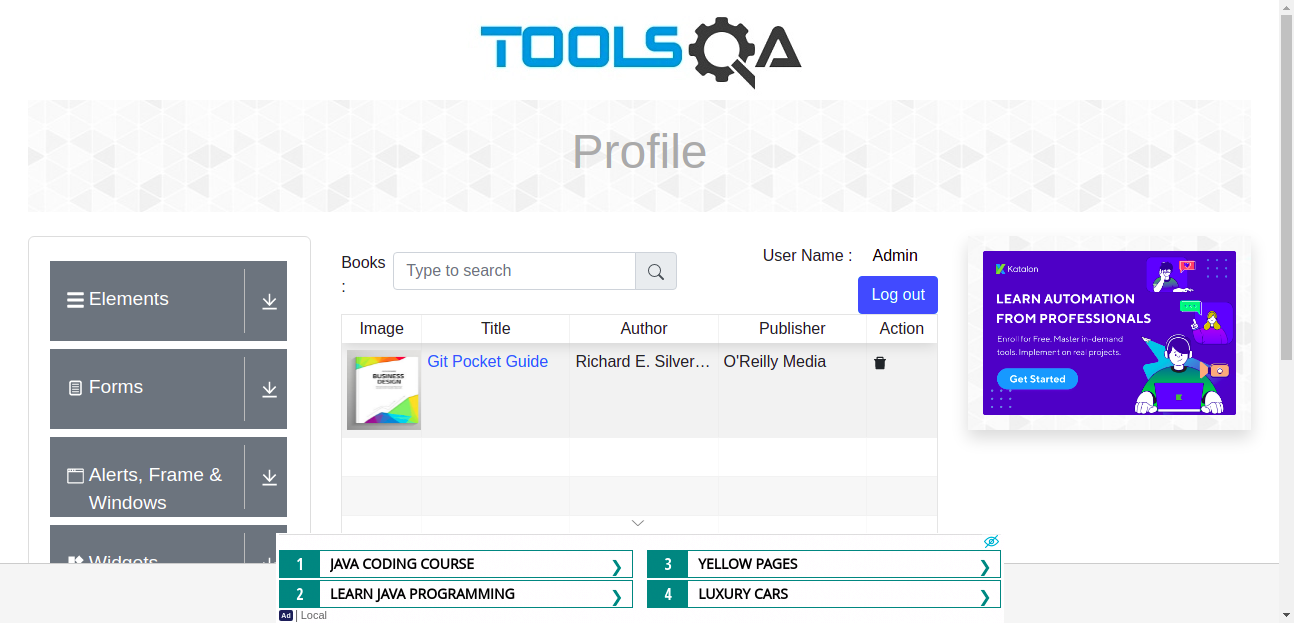 TOOLSQA
Profile
Elements
Forms
Alerts, Frame &
Windows
Widgets
Books
:
Type to search
User Name : Admin
Log out
Image Title Author Publisher Action
BUSINESS
DESIGN
Git Pocket Guide Richard E. Silver... O'Reilly Media
Katalon
LEARN AUTOMATION
FROM PROFESSIONALS
Enroll for Free. Master in-demand
tools. Implement on real projects.
Get Started
1 JAVA CODING COURSE
2 LEARN JAVA PROGRAMMING
3 YELLOW PAGES
4 LUXURY CARS
Ad | Local